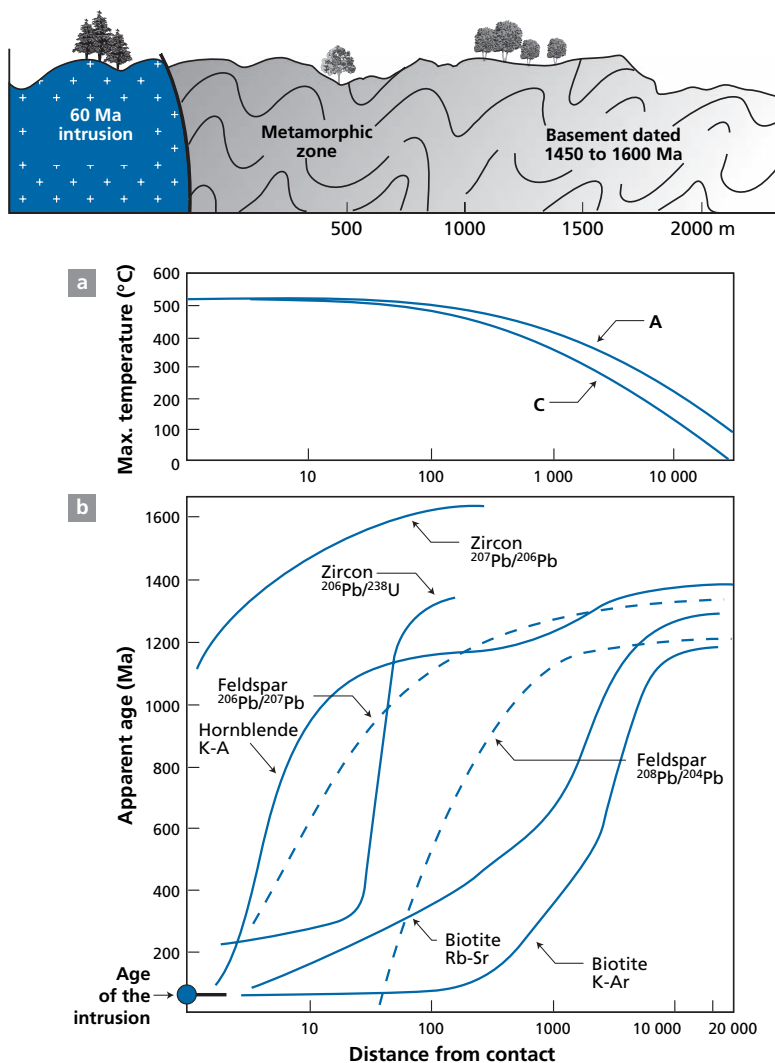 60 Ma
intrusion
Metamorphic
zone
Basement dated
1450 to 1600 Ma
500
1000
1500
2000 m
a
Max. temperature (°C)
600
500
400
300
200
100
0
A
C
10
100
1 000
10 000
b
Apparent age (Ma)
1600
1400
1200
1000
800
600
400
200
Zircon
²⁰⁷Pb/²⁰⁶Pb
Zircon
²⁰⁶Pb/²³⁸U
Feldspar
²⁰⁶Pb/²⁰⁷Pb
Hornblende
K-A
Feldspar
²⁰⁸Pb/²⁰⁴Pb
Biotite
Rb-Sr
Biotite
K-Ar
Age
of the
intrusion
10
100
1000
10 000
20 000
Distance from contact